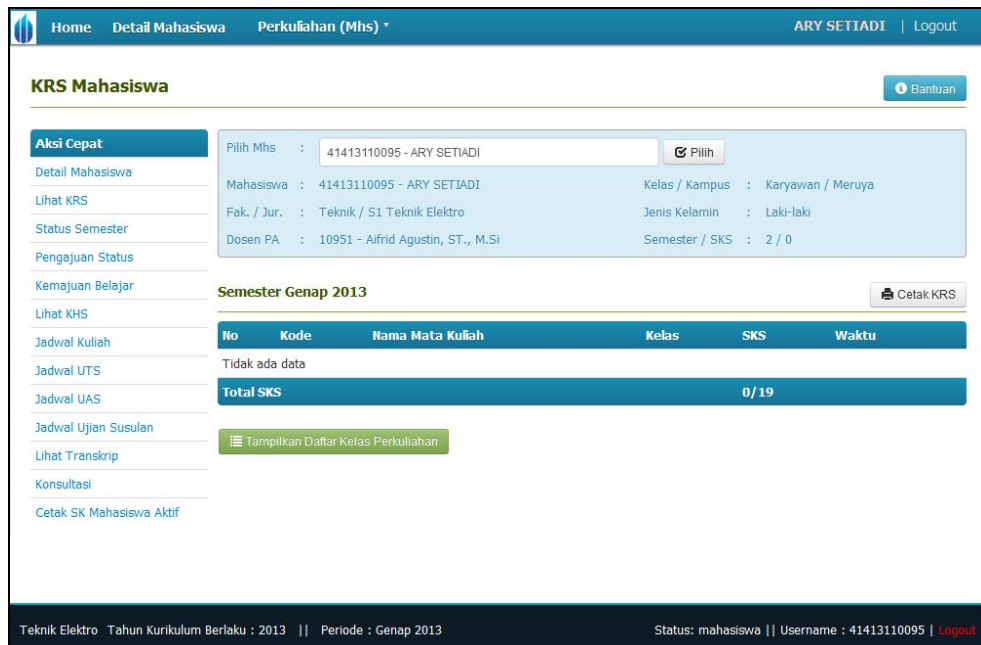 Home Detail Mahasiswa Perkuliahan (Mhs) ARY SETIADI | Logout
KRS Mahasiswa
Bantuan
Aksi Cepat
Detail Mahasiswa
Lihat KRS
Status Semester
Pengajuan Status
Kemajuan Belajar
Lihat KHS
Jadwal Kuliah
Jadwal UTS
Jadwal UAS
Jadwal Ujian Susulan
Lihat Transkrip
Konsultasi
Cetak SK Mahasiswa Aktif
Pilih Mhs : 41413110095 - ARY SETIADI Pilih
Mahasiswa : 41413110095 - ARY SETIADI Kelas / Kampus : Karyawan / Meruya
Fak. / Jur. : Teknik / S1 Teknik Elektro Jenis Kelamin : Laki-laki
Dosen PA : 10951 - Aifrid Agustin, ST., M.Si Semester / SKS : 2 / 0
Semester Genap 2013
Cetak KRS
No Kode Nama Mata Kuliah Kelas SKS Waktu
Tidak ada data
Total SKS 0/19
Tampilkan Daftar Kelas Perkuliahan
Teknik Elektro Tahun Kurikulum Berlaku : 2013 || Periode : Genap 2013 Status: mahasiswa || Username : 41413110095 | Logout